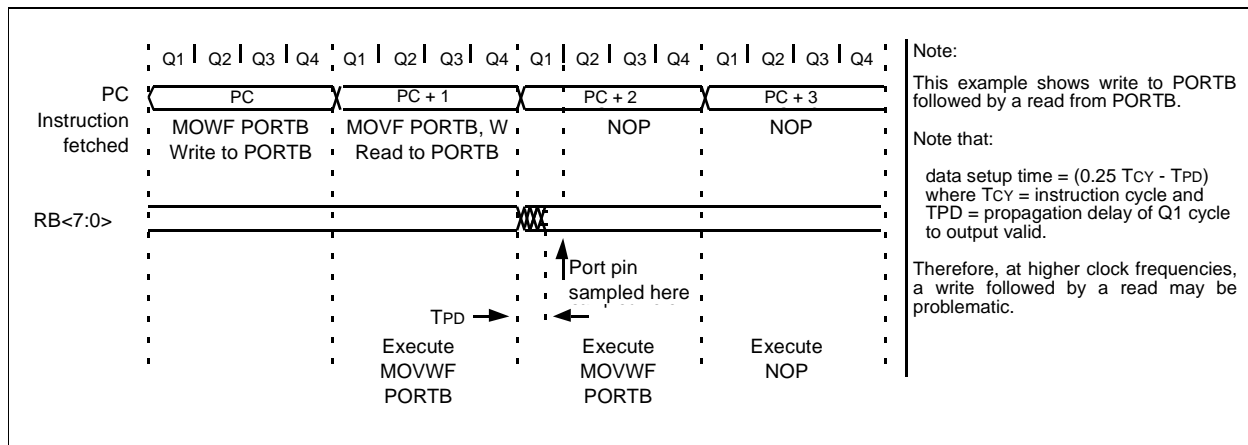 Q1 Q2 Q3 Q4 Q1 Q2 Q3 Q4 Q1 Q2 Q3 Q4 Q1 Q2 Q3 Q4
PC PC PC + 1 PC + 2 PC + 3
Instruction
fetched
MOWF PORTB
Write to PORTB
MOVF PORTB, W
Read to PORTB
NOP
NOP
RB<7:0>
Port pin
sampled here
TPD
Execute
MOVWF
PORTB
Execute
MOVWF
PORTB
Execute
NOP
Note:
This example shows write to PORTB
followed by a read from PORTB.
Note that:
data setup time = (0.25 TCY - TPD)
where TCY = instruction cycle and
TPD = propagation delay of Q1 cycle
to output valid.
Therefore, at higher clock frequencies,
a write followed by a read may be
problematic.